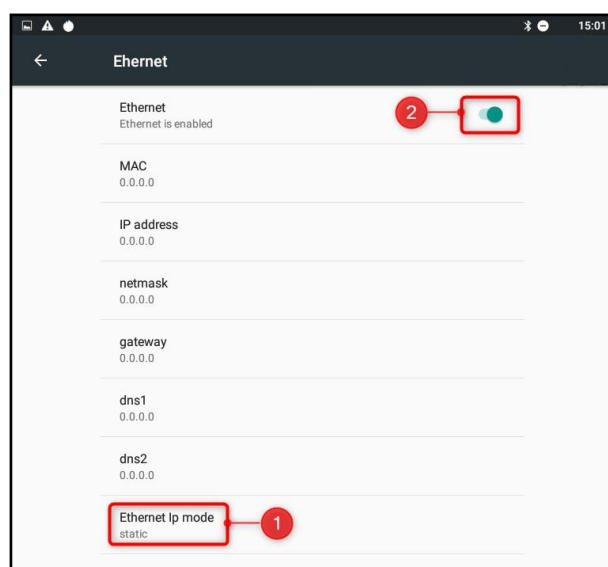 15:01
Ehernet
Ethernet
Ethernet is enabled
2
MAC
0.0.0.0
IP address
0.0.0.0
netmask
0.0.0.0
gateway
0.0.0.0
dns1
0.0.0.0
dns2
0.0.0.0
Ethernet Ip mode
static
1